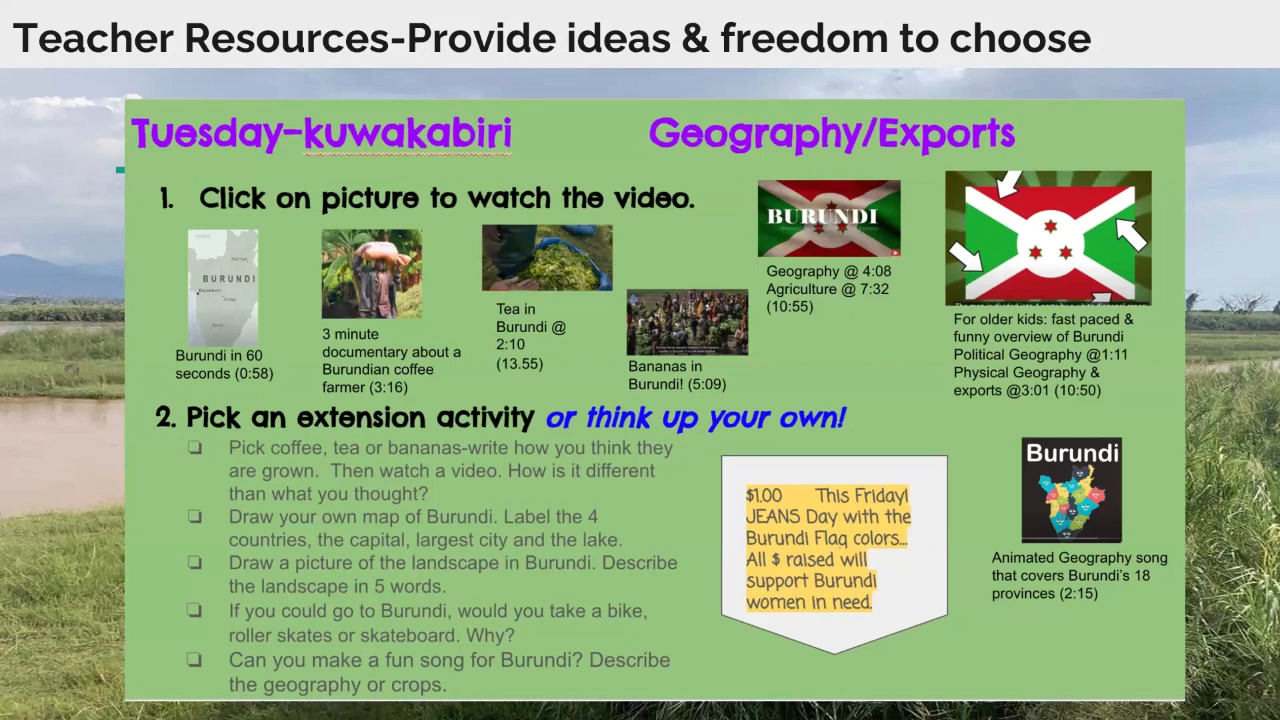 Teacher Resources-Provide ideas & freedom to choose
Tuesday-kuwakabiri
Geography/Exports
1. Click on picture to watch the video.
BURUNDI
Burundi in 60
seconds (0:58)
3 minute
documentary about a
Burundian coffee
farmer (3:16)
Tea in
Burundi @
2:10
(13.55)
Bananas in
Burundi! (5:09)
BURUNDI
Geography @ 4:08
Agriculture @ 7:32
(10:55)
For older kids: fast paced &
funny overview of Burundi
Political Geography @1:11
Physical Geography &
exports @3:01 (10:50)
2. Pick an extension activity or think up your own!
❏ Pick coffee, tea or bananas-write how you think they
are grown. Then watch a video. How is it different
than what you thought?
❏ Draw your own map of Burundi. Label the 4
countries, the capital, largest city and the lake.
❏ Draw a picture of the landscape in Burundi. Describe
the landscape in 5 words.
❏ If you could go to Burundi, would you take a bike,
roller skates or skateboard. Why?
❏ Can you make a fun song for Burundi? Describe
the geography or crops.
$1.00 This Friday!
JEANS Day with the
Burundi Flag colors...
All $ raised will
support Burundi
women in need.
Burundi
Animated Geography song
that covers Burundi's 18
provinces (2:15)